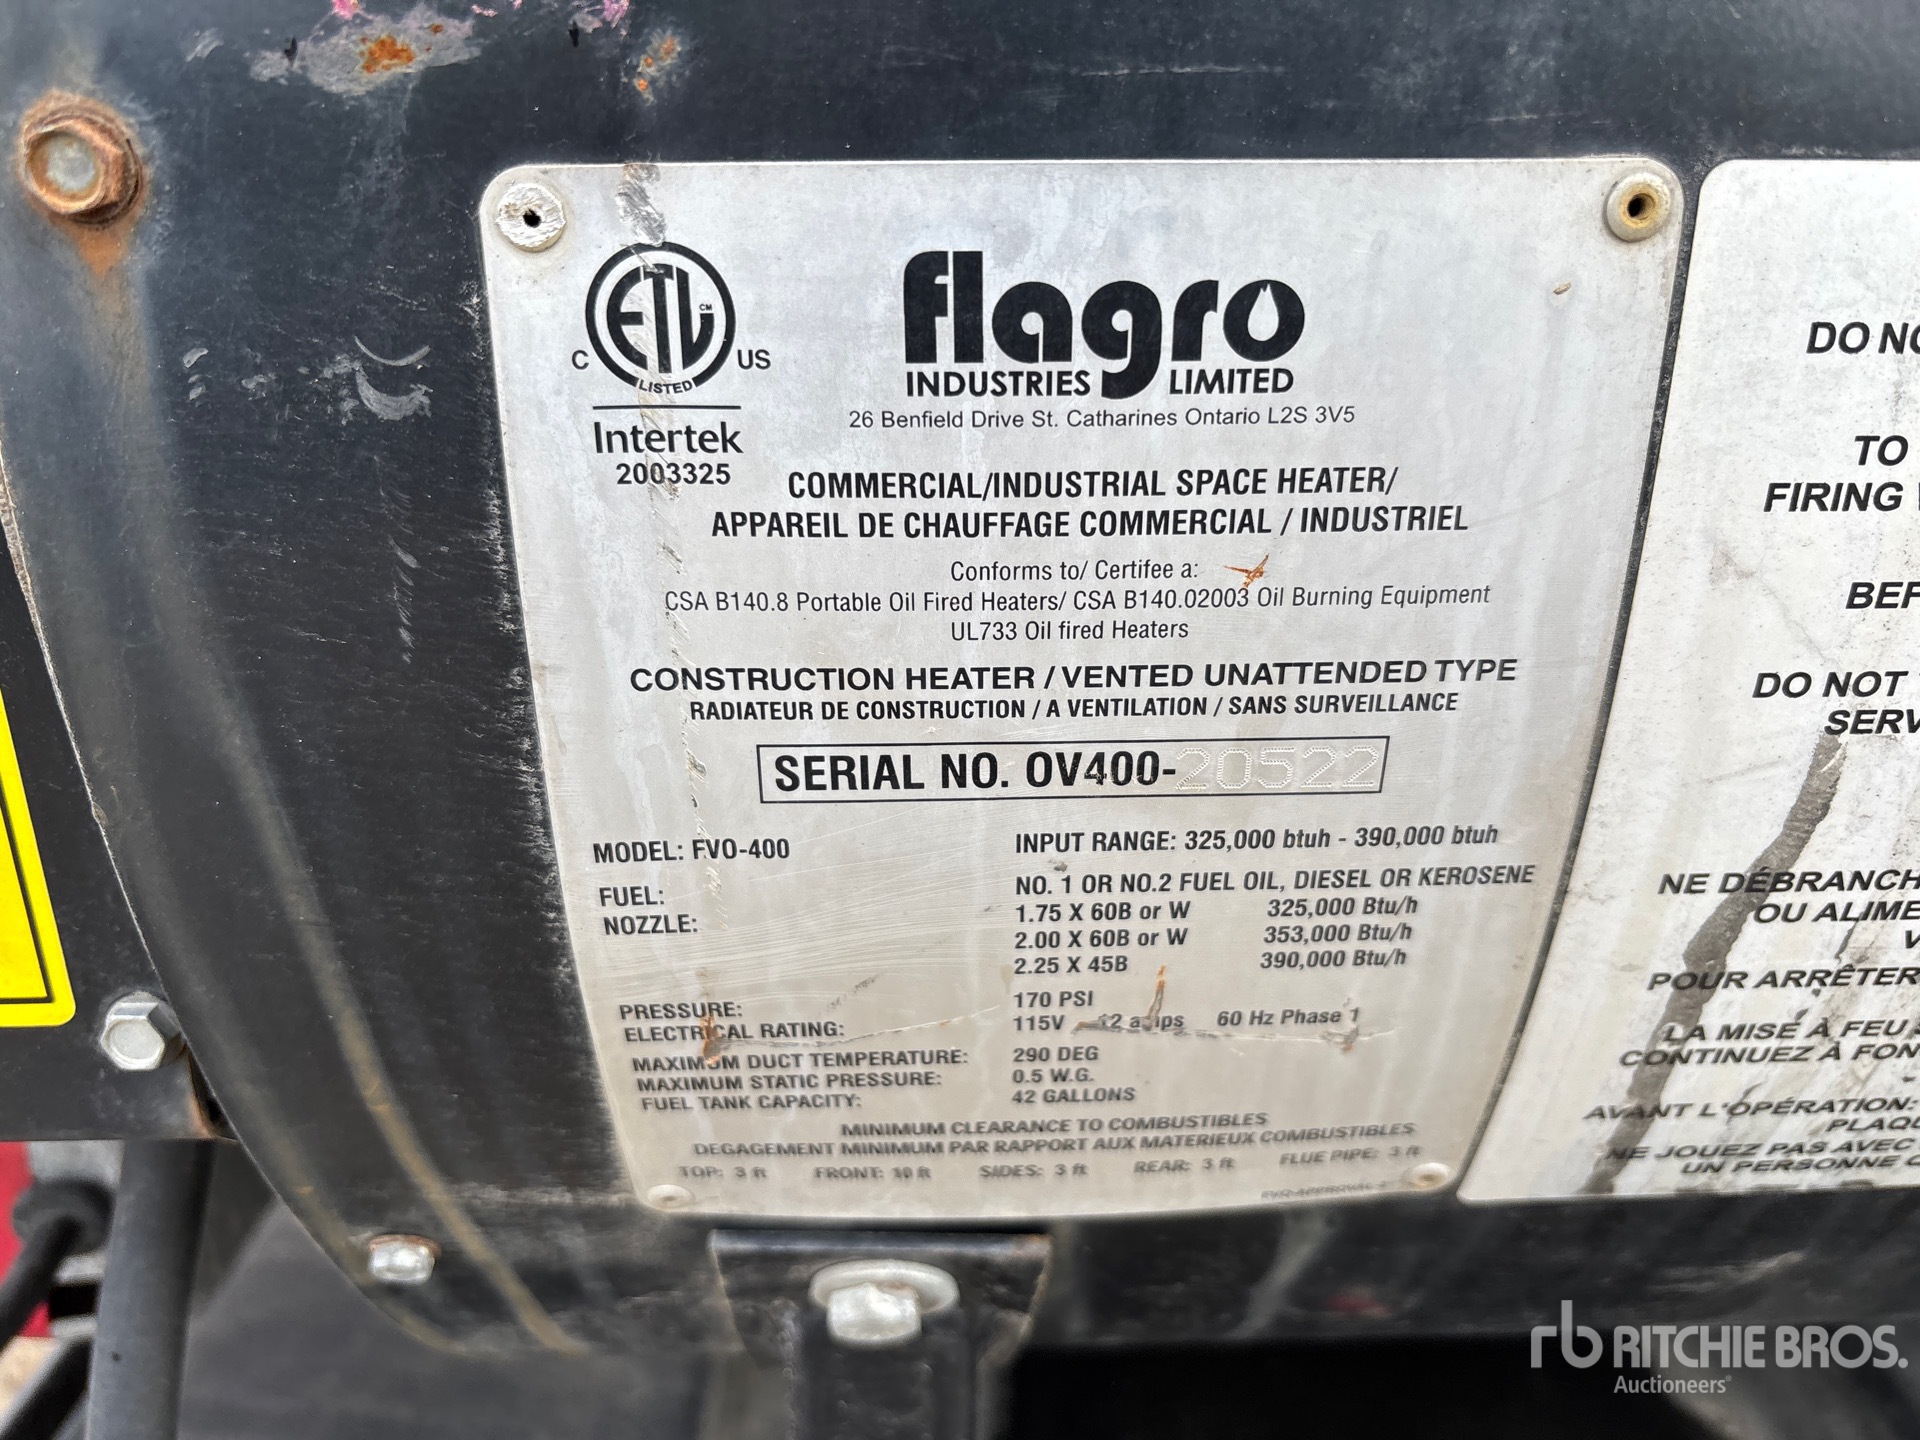 C ETL CM US
LISTED
Intertek
2003325
flagro
INDUSTRIES LIMITED
26 Benfield Drive St. Catharines Ontario L2S 3V5
COMMERCIAL/INDUSTRIAL SPACE HEATER/
APPAREIL DE CHAUFFAGE COMMERCIAL / INDUSTRIEL
Conforms to/ Certifee a:
CSA B140.8 Portable Oil Fired Heaters/ CSA B140.02003 Oil Burning Equipment
UL733 Oil fired Heaters
CONSTRUCTION HEATER / VENTED UNATTENDED TYPE
RADIATEUR DE CONSTRUCTION / A VENTILATION / SANS SURVEILLANCE
SERIAL NO. OV400-20522
MODEL: FVO-400 INPUT RANGE: 325,000 btuh - 390,000 btuh
FUEL: NO. 1 OR NO.2 FUEL OIL, DIESEL OR KEROSENE
NOZZLE: 1.75 X 60B or W 325,000 Btu/h
2.00 X 60B or W 353,000 Btu/h
2.25 X 45B 390,000 Btu/h
PRESSURE: 170 PSI
ELECTRICAL RATING: 115V 12 amps 60 Hz Phase 1
MAXIMUM DUCT TEMPERATURE: 290 DEG
MAXIMUM STATIC PRESSURE: 0.5 W.G.
FUEL TANK CAPACITY: 42 GALLONS
MINIMUM CLEARANCE TO COMBUSTIBLES
DEGAGEMENT MINIMUM PAR RAPPORT AUX MATERIEUX COMBUSTIBLES
TOP: 3 ft FRONT: 10 ft SIDES: 3 ft REAR: 3 ft FLUE PIPE: 3 ft
DO NO
TO
FIRING
BEF
DO NOT
SERV
NE DÉBRANCH
OU ALIME
V
POUR ARRÊTER
LA MISE À FEU
CONTINUEZ À FON
AVANT L'OPÉRATION:
PLAQU
NE JOUEZ PAS AVEC
UN PERSONNE
rb RITCHIE BROS.
Auctioneers